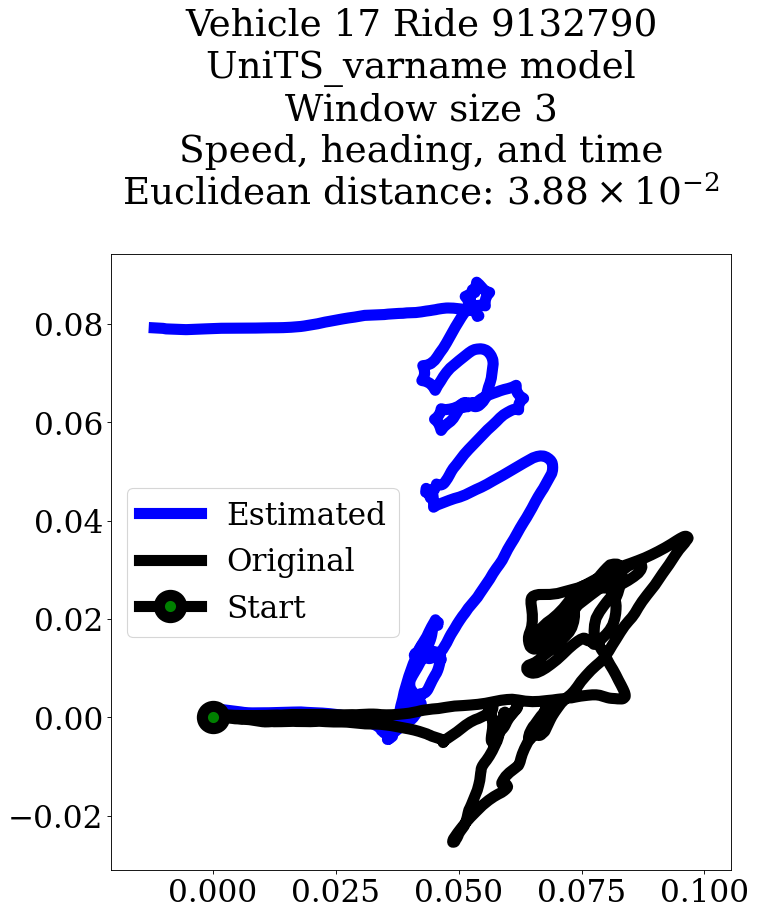 Vehicle 17 Ride 9132790
UniTS_varname model
Window size 3
Speed, heading, and time
Euclidean distance: 3.88 × 10⁻²
0.08
0.06
0.04
0.02
0.00
−0.02
Estimated
Original
Start
0.000 0.025 0.050 0.075 0.100